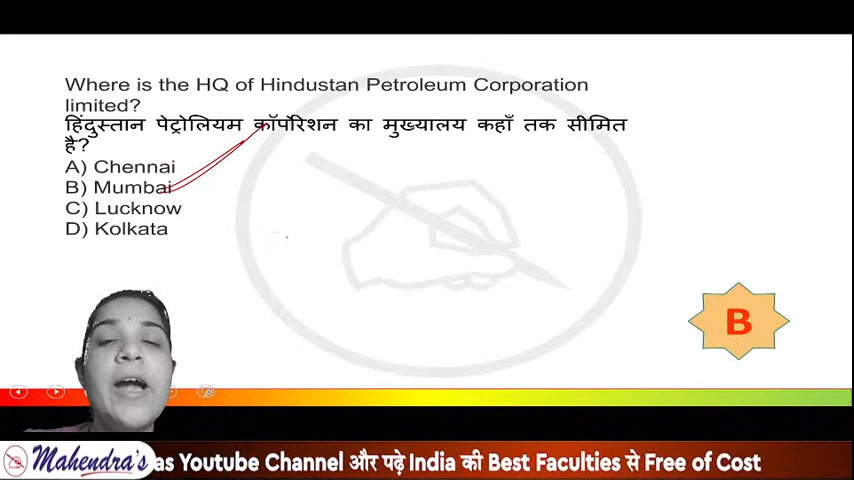 Where is the HQ of Hindustan Petroleum Corporation
limited?
हिंदुस्तान पेट्रोलियम कॉर्पोरेशन का मुख्यालय कहाँ तक सीमित
है?
A) Chennai
B) Mumbai
C) Lucknow
D) Kolkata
B
Mahendra's as Youtube Channel और पढ़े India की Best Faculties से Free of Cost